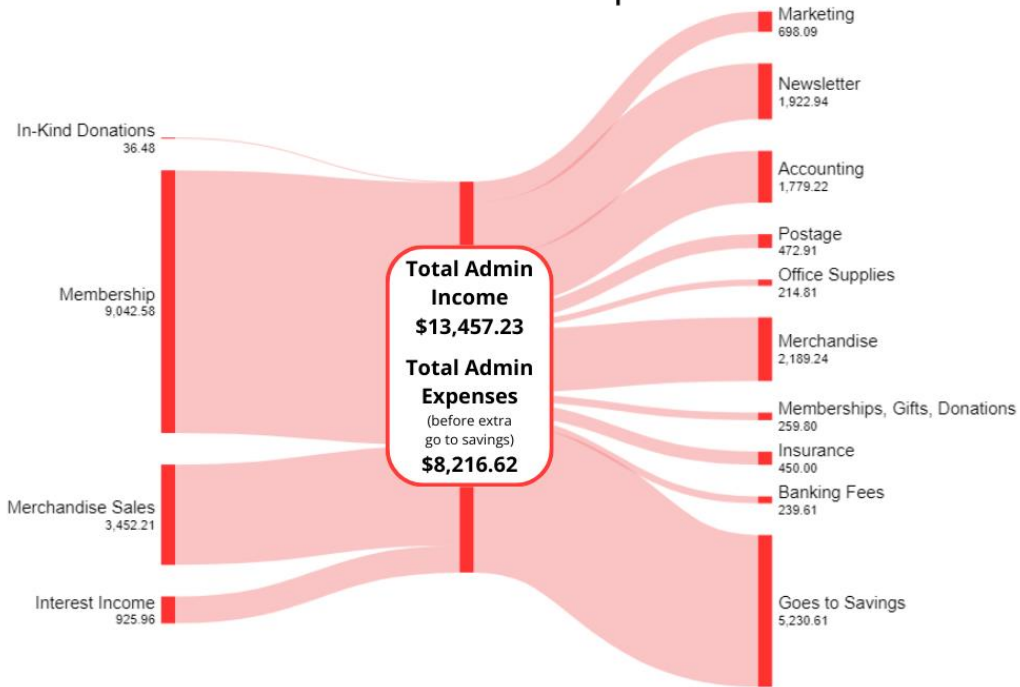 In-Kind Donations
36.48
Membership
9,042.58
Merchandise Sales
3,452.21
Interest Income
925.96
Total Admin
Income
$13,457.23
Total Admin
Expenses
(before extra
go to savings)
$8,216.62
Marketing
698.09
Newsletter
1,922.94
Accounting
1,779.22
Postage
472.91
Office Supplies
214.81
Merchandise
2,189.24
Memberships, Gifts, Donations
259.80
Insurance
450.00
Banking Fees
239.61
Goes to Savings
5,230.61